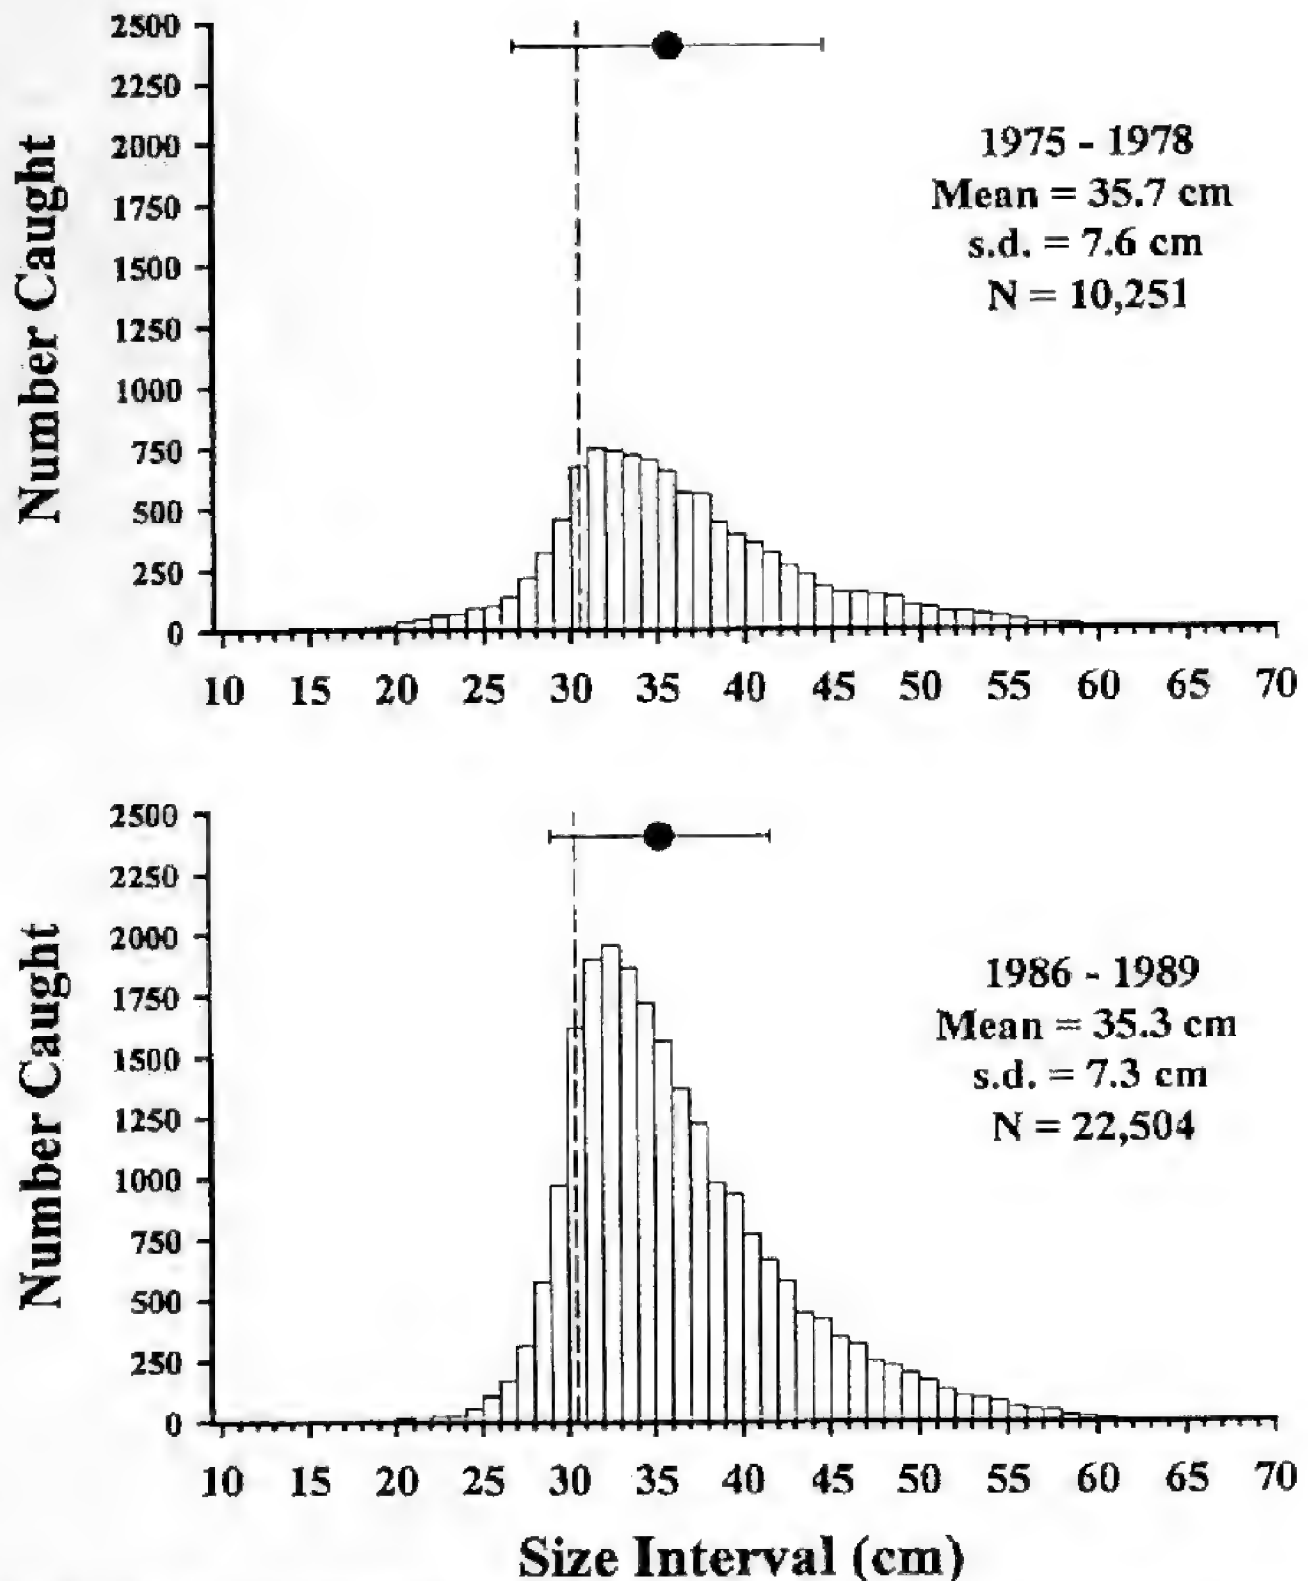 Number Caught
2500
2250
2000
1750
1500
1250
1000
750
500
250
0
1975 - 1978
Mean = 35.7 cm
s.d. = 7.6 cm
N = 10,251
10 15 20 25 30 35 40 45 50 55 60 65 70
Number Caught
2500
2250
2000
1750
1500
1250
1000
750
500
250
0
1986 - 1989
Mean = 35.3 cm
s.d. = 7.3 cm
N = 22,504
10 15 20 25 30 35 40 45 50 55 60 65 70
Size Interval (cm)